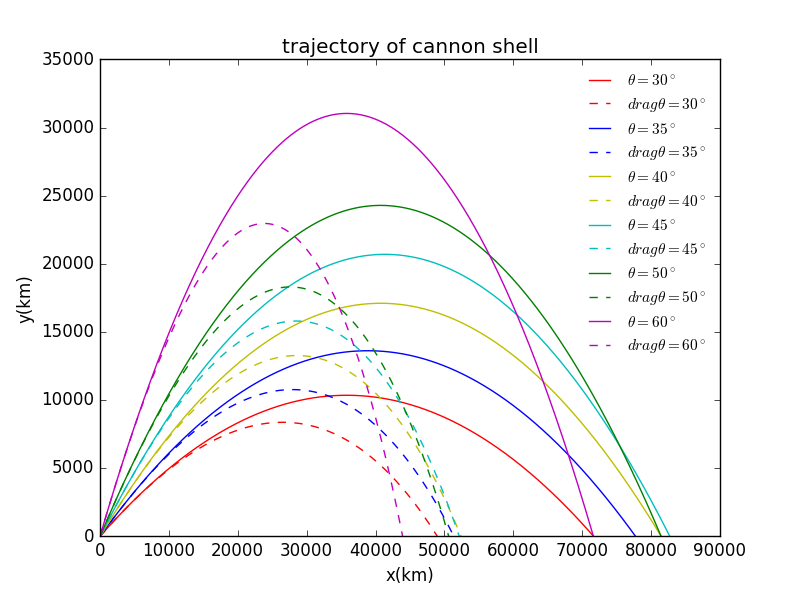 trajectory of cannon shell
35000
30000
25000
20000
15000
10000
5000
0
y(km)
θ = 30°
dragθ = 30°
θ = 35°
dragθ = 35°
θ = 40°
dragθ = 40°
θ = 45°
dragθ = 45°
θ = 50°
dragθ = 50°
θ = 60°
dragθ = 60°
0 10000 20000 30000 40000 50000 60000 70000 80000 90000
x(km)